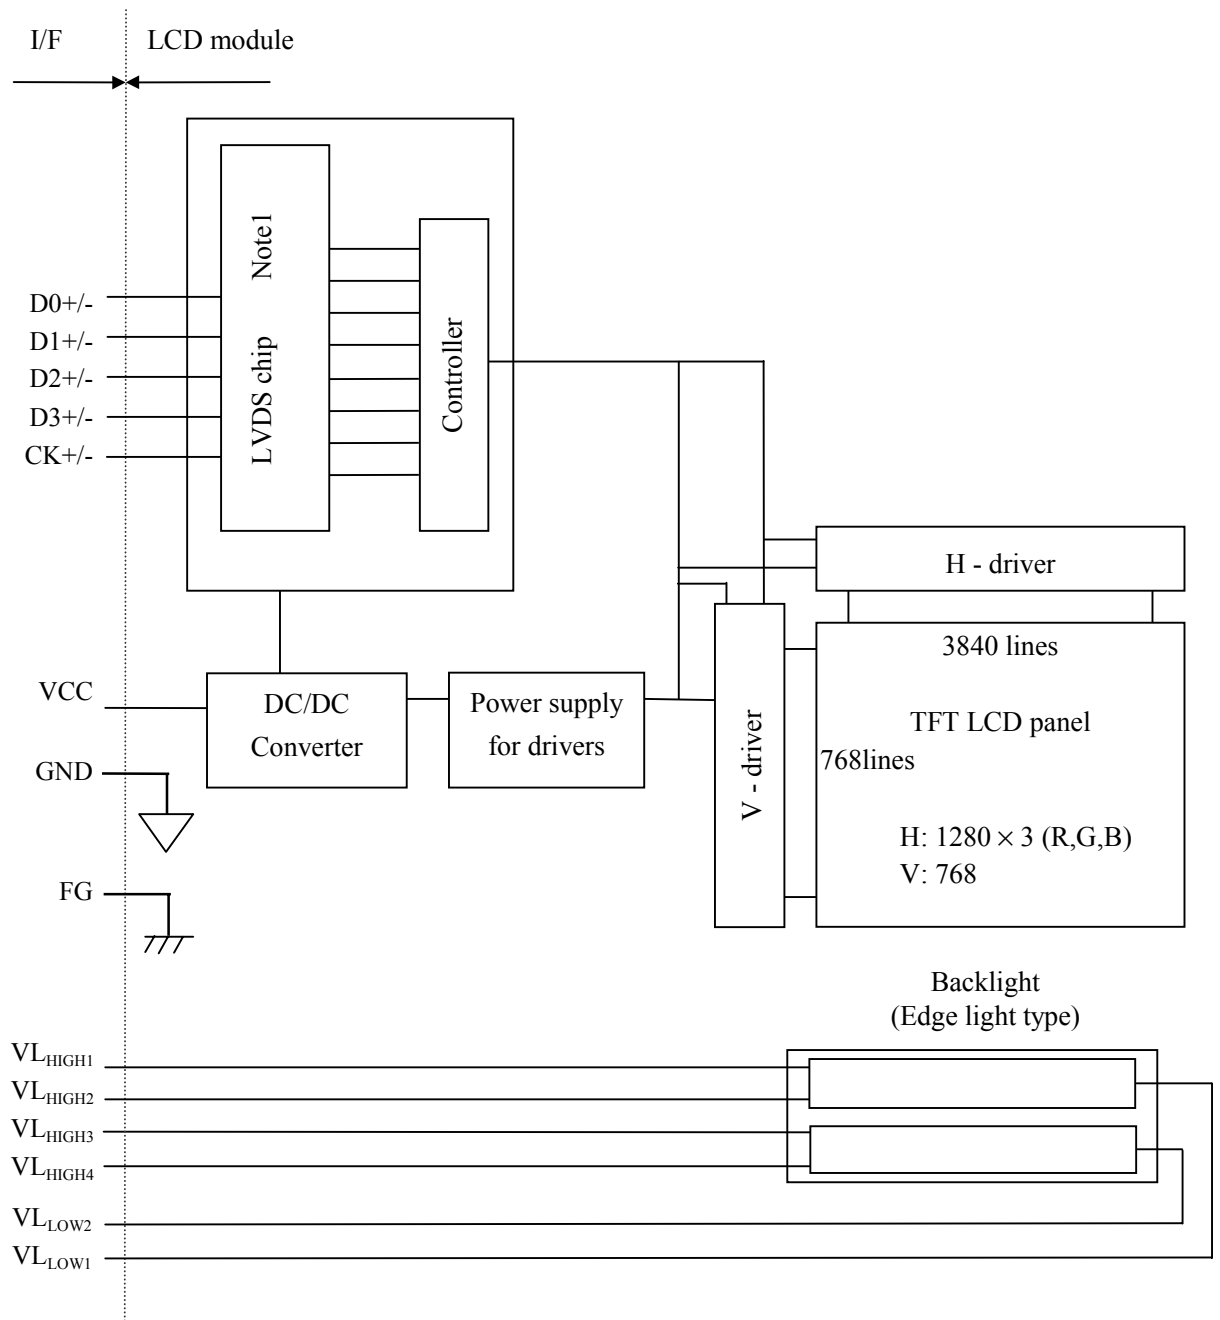 I/F
LCD module
Note1
LVDS chip
Controller
D0+/-
D1+/-
D2+/-
D3+/-
CK+/-
H - driver
3840 lines
TFT LCD panel
768lines
H: 1280 × 3 (R,G,B)
V: 768
V - driver
VCC
DC/DC
Converter
Power supply
for drivers
GND
FG
Backlight
(Edge light type)
VLHIGH1
VLHIGH2
VLHIGH3
VLHIGH4
VLLOW2
VLLOW1